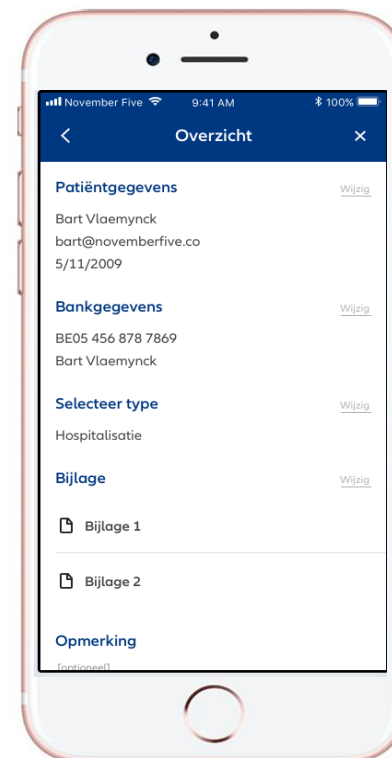 November Five 9:41 AM 100%
Overzicht
Patiëntgegevens Wijzig
Bart Vlaemynck
bart@novemberfive.co
5/11/2009
Bankgegevens Wijzig
BE05 456 878 7869
Bart Vlaemynck
Selecteer type Wijzig
Hospitalisatie
Bijlage Wijzig
Bijlage 1
Bijlage 2
Opmerking
[optioneel]